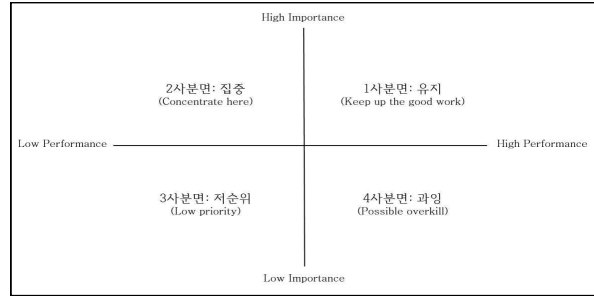 High Importance
2사분면: 집중
(Concentrate here)
1사분면: 유지
(Keep up the good work)
Low Performance
High Performance
3사분면: 저순위
(Low priority)
4사분면: 과잉
(Possible overkill)
Low Importance